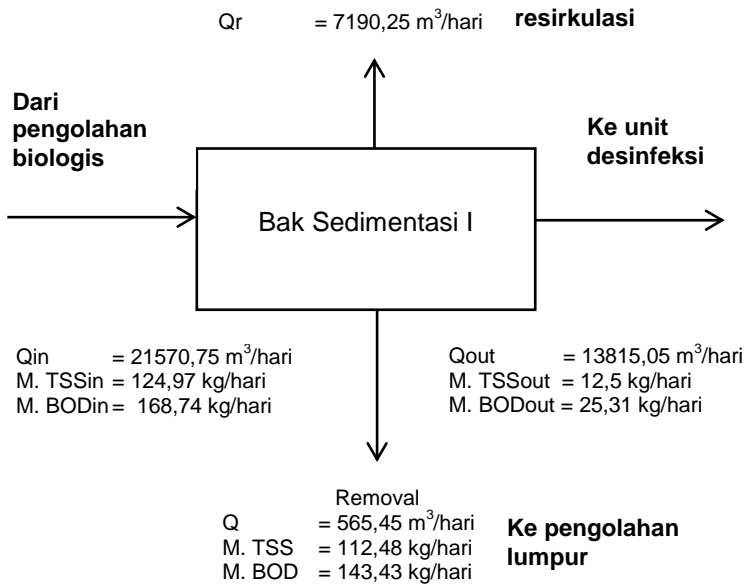 Qr = 7190,25 m³/hari resirkulasi
Dari
pengolahan
biologis
Ke unit
desinfeksi
Bak Sedimentasi I
Qin = 21570,75 m³/hari
M. TSSin = 124,97 kg/hari
M. BODin = 168,74 kg/hari
Qout = 13815,05 m³/hari
M. TSSout = 12,5 kg/hari
M. BODout = 25,31 kg/hari
Removal
Q = 565,45 m³/hari
M. TSS = 112,48 kg/hari
M. BOD = 143,43 kg/hari
Ke pengolahan
lumpur